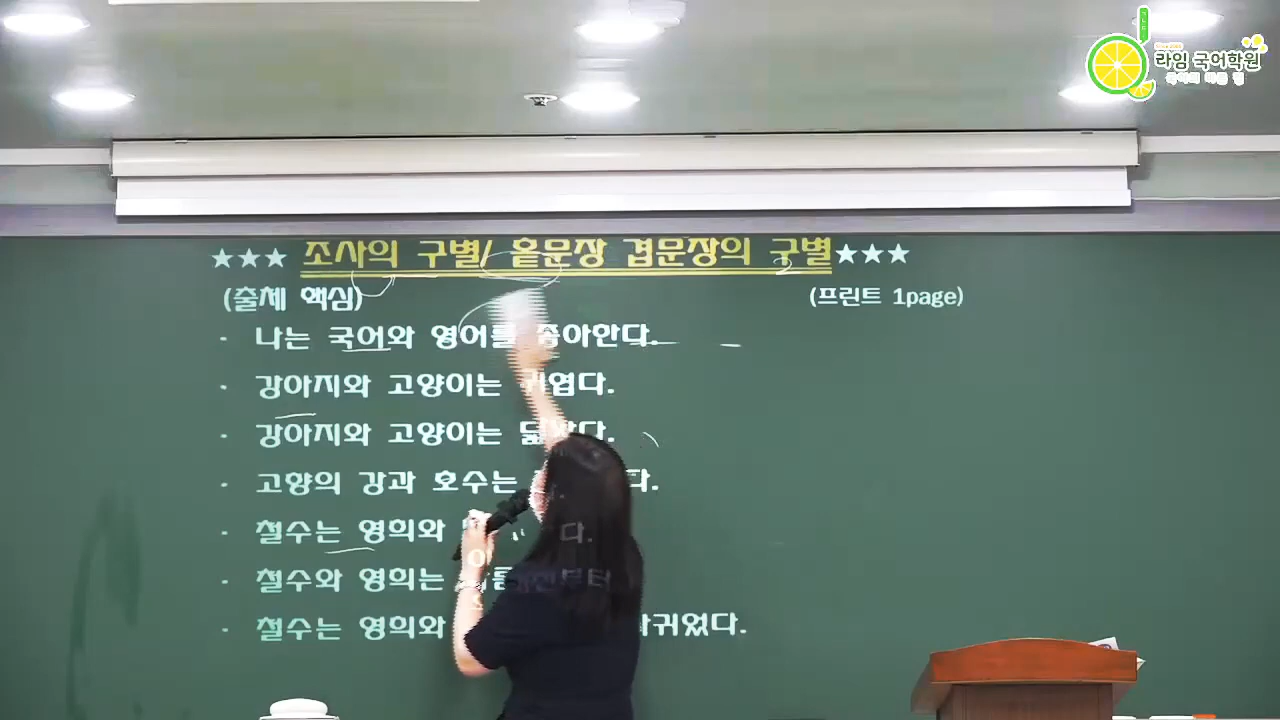 라임 국어학원
★★★ 조사의 구별/ 홑문장 겹문장의 구별★★★
(출제 핵심) (프린트 1page)
· 나는 국어와 영어를 좋아한다.
· 강아지와 고양이는 귀엽다.
· 강아지와 고양이는 닮았다.
· 고향의 강과 호수는 다.
· 철수는 영희와 다.
· 철수와 영희는
· 철수는 영희와 사귀었다.